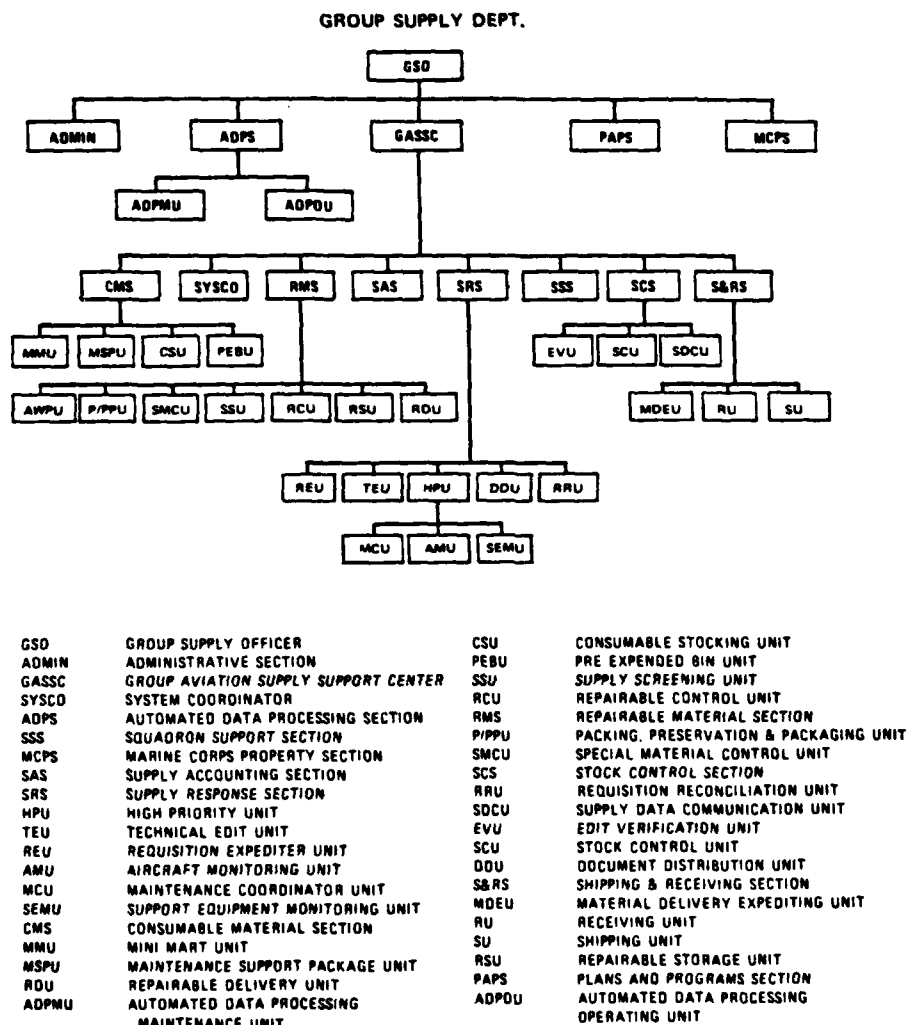 GROUP SUPPLY DEPT.
GSO
ADMIN ADPS GASSC PAPS MCPS
ADPMU ADPOU
CMS SYSCO RMS SAS SRS SSS SCS S&RS
MMU MSPU CSU PEBU EVU SCU SDCU
AWPU P/PPU SMCU SSU RCU RSU RDU MDEU RU SU
REU TEU HPU DDU RRU
MCU AMU SEMU
GSO GROUP SUPPLY OFFICER
ADMIN ADMINISTRATIVE SECTION
GASSC GROUP AVIATION SUPPLY SUPPORT CENTER
SYSCO SYSTEM COORDINATOR
ADPS AUTOMATED DATA PROCESSING SECTION
SSS SQUADRON SUPPORT SECTION
MCPS MARINE CORPS PROPERTY SECTION
SAS SUPPLY ACCOUNTING SECTION
SRS SUPPLY RESPONSE SECTION
HPU HIGH PRIORITY UNIT
TEU TECHNICAL EDIT UNIT
REU REQUISITION EXPEDITER UNIT
AMU AIRCRAFT MONITORING UNIT
MCU MAINTENANCE COORDINATOR UNIT
SEMU SUPPORT EQUIPMENT MONITORING UNIT
CMS CONSUMABLE MATERIAL SECTION
MMU MINI MART UNIT
MSPU MAINTENANCE SUPPORT PACKAGE UNIT
RDU REPAIRABLE DELIVERY UNIT
ADPMU AUTOMATED DATA PROCESSING
MAINTENANCE UNIT
CSU CONSUMABLE STOCKING UNIT
PEBU PRE EXPENDED BIN UNIT
SSU SUPPLY SCREENING UNIT
RCU REPAIRABLE CONTROL UNIT
RMS REPAIRABLE MATERIAL SECTION
P/PPU PACKING, PRESERVATION & PACKAGING UNIT
SMCU SPECIAL MATERIAL CONTROL UNIT
SCS STOCK CONTROL SECTION
RRU REQUISITION RECONCILIATION UNIT
SDCU SUPPLY DATA COMMUNICATION UNIT
EVU EDIT VERIFICATION UNIT
SCU STOCK CONTROL UNIT
DDU DOCUMENT DISTRIBUTION UNIT
S&RS SHIPPING & RECEIVING SECTION
MDEU MATERIAL DELIVERY EXPEDITING UNIT
RU RECEIVING UNIT
SU SHIPPING UNIT
RSU REPAIRABLE STORAGE UNIT
PAPS PLANS AND PROGRAMS SECTION
ADPOU AUTOMATED DATA PROCESSING
OPERATING UNIT